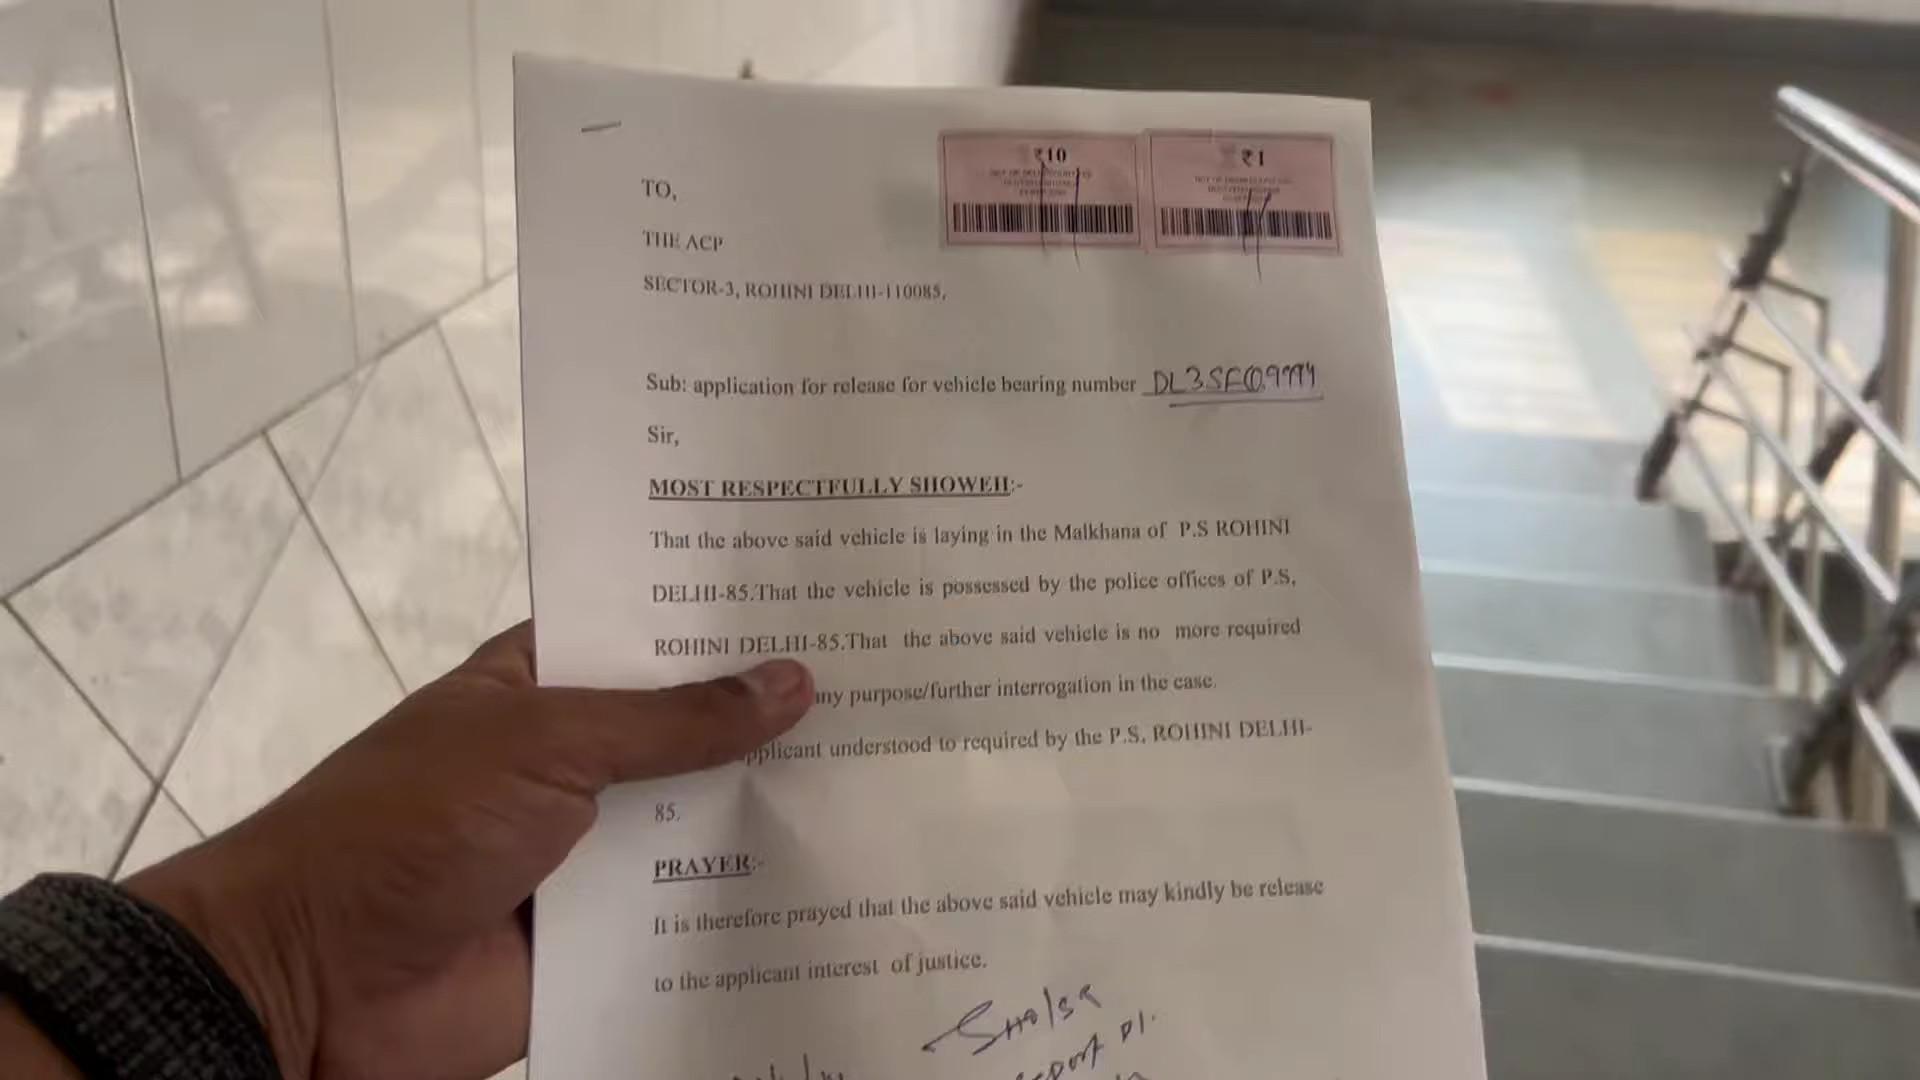 ₹10
₹1
TO,
THE ACP
SECTOR-3, ROHINI DELHI-110085,
Sub: application for release for vehicle bearing number
Sir,
MOST RESPECTFULLY SHOWEH:-
That the above said vehicle is laying in the Malkhana of P.S ROHINI
DELHI-85.That the vehicle is possessed by the police offices of P.S,
ROHINI DELHI-85.That the above said vehicle is no more required
any purpose/further interrogation in the case.
applicant understood to required by the P.S, ROHINI DELHI-
85.
PRAYER:-
It is therefore prayed that the above said vehicle may kindly be release
to the applicant interest of justice.